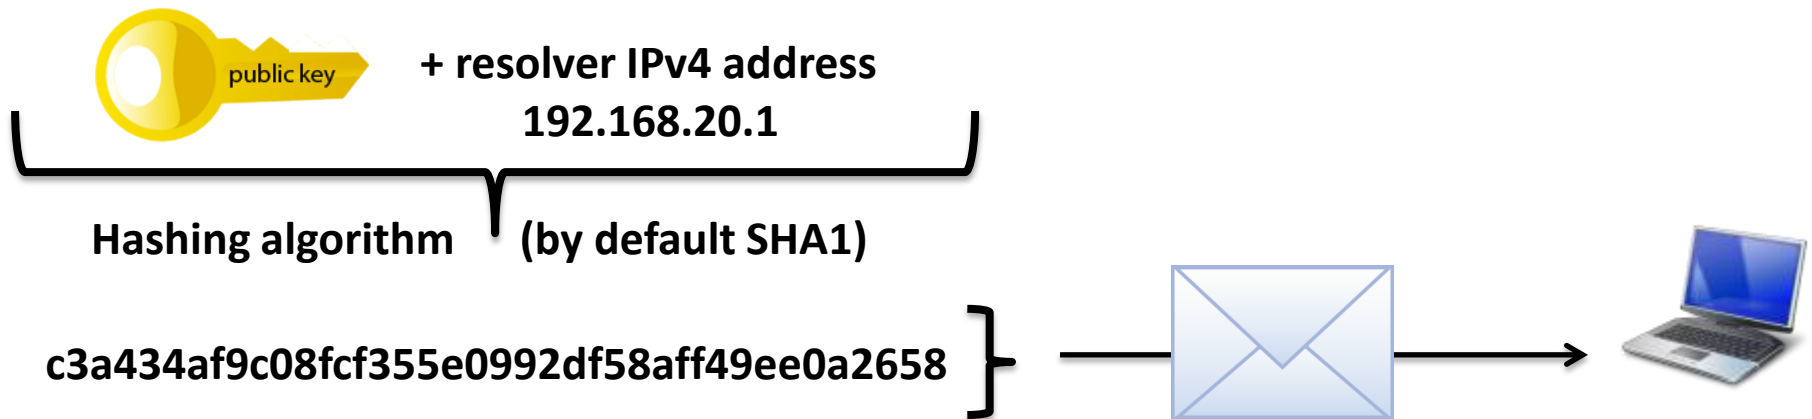 public key
+ resolver IPv4 address
192.168.20.1
Hashing algorithm (by default SHA1)
c3a434af9c08fcf355e0992df58aff49ee0a2658